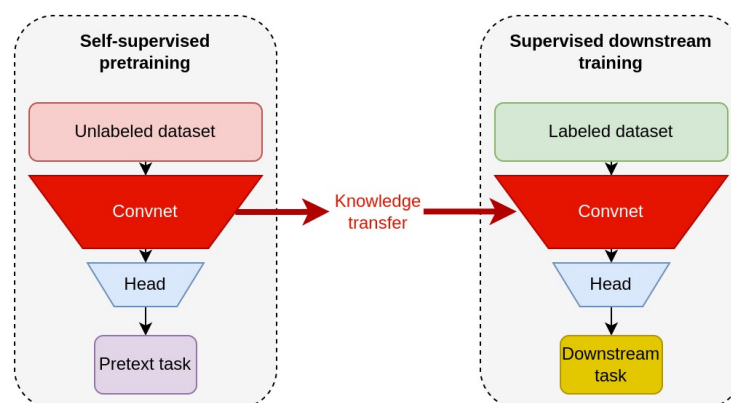 Self-supervised
pretraining
Unlabeled dataset
Convnet
Head
Pretext task
Knowledge
transfer
Supervised downstream
training
Labeled dataset
Convnet
Head
Downstream
task